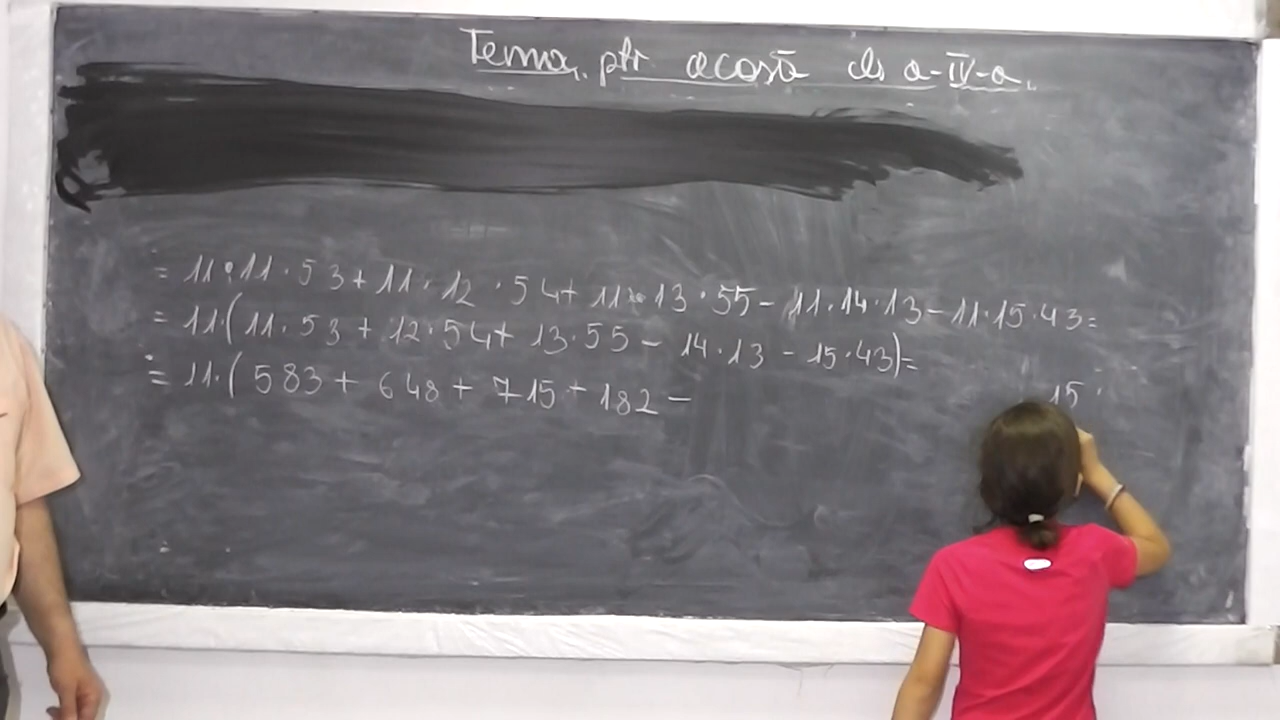 Tema ptr acasă cls a-IV-a.
= 11·11·53+11·12·54+11·13·55-11·14·13-11·15·43=
= 11·(11·53+12·54+13·55-14·13-15·43)=
= 11·(583+648+715+182-
15·